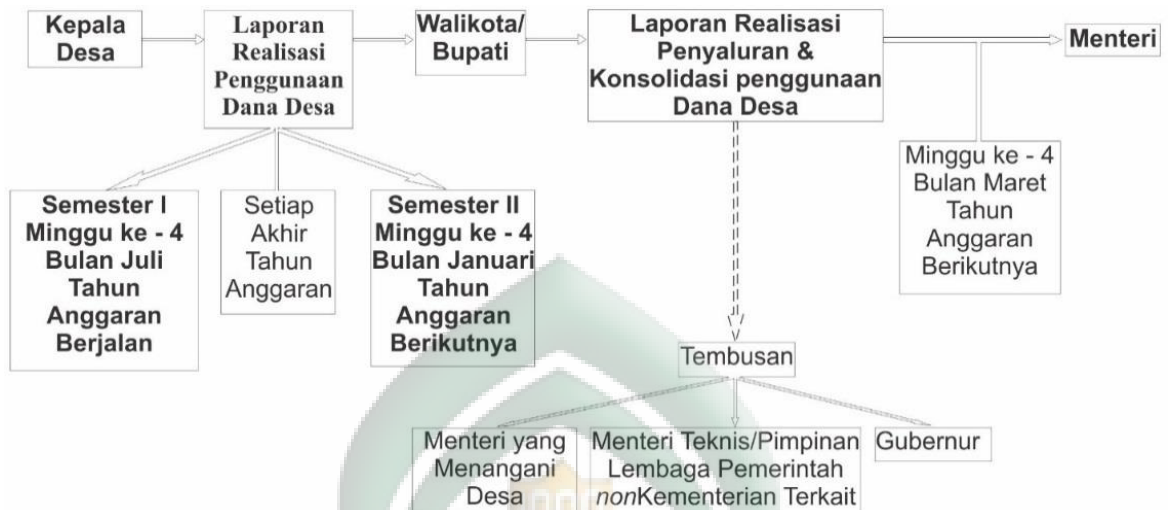 Kepala
Desa
Laporan
Realisasi
Penggunaan
Dana Desa
Walikota/
Bupati
Laporan Realisasi
Penyaluran &
Konsolidasi penggunaan
Dana Desa
Menteri
Semester I
Minggu ke - 4
Bulan Juli
Tahun
Anggaran
Berjalan
Setiap
Akhir
Tahun
Anggaran
Semester II
Minggu ke - 4
Bulan Januari
Tahun
Anggaran
Berikutnya
Minggu ke - 4
Bulan Maret
Tahun
Anggaran
Berikutnya
Tembusan
Menteri yang
Menangani
Desa
Menteri Teknis/Pimpinan
Lembaga Pemerintah
nonKementerian Terkait
Gubernur